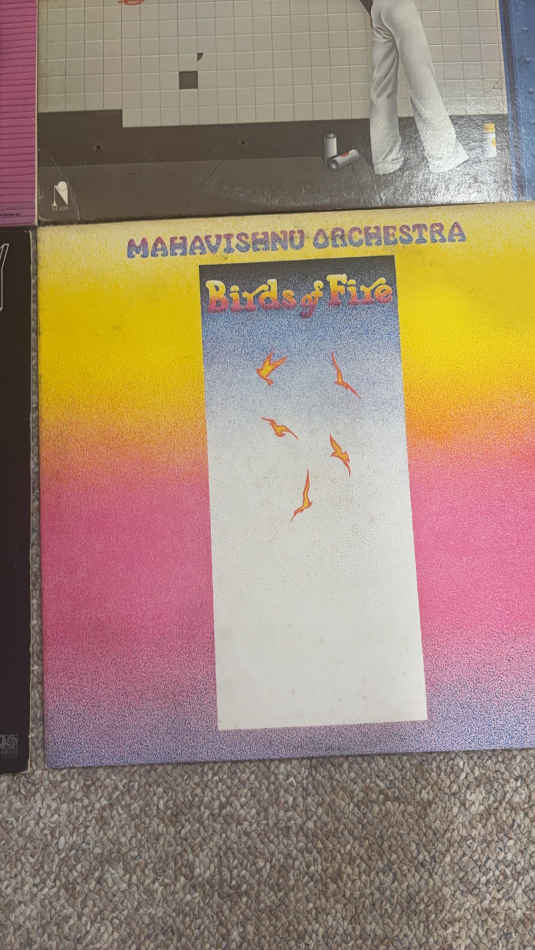 MAHAVISHNU ORCHESTRA
Birds of Fire